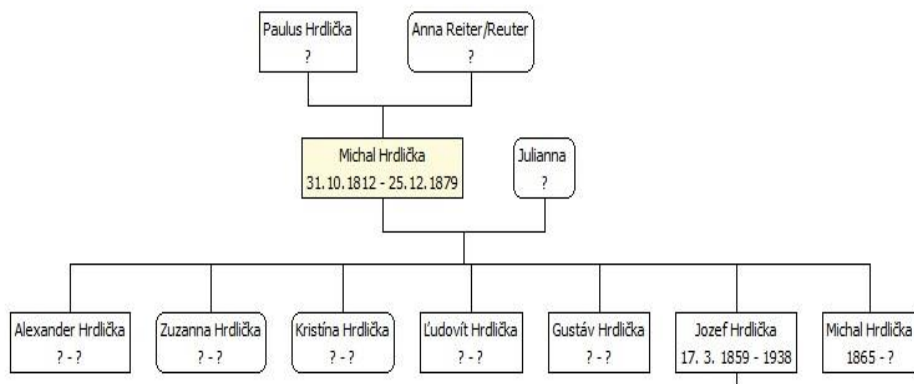 Paulus Hrdlička
?
Anna Reiter/Reuter
?
Michal Hrdlička
31.10.1812 - 25.12.1879
Julianna
?
Alexander Hrdlička
? - ?
Zuzanna Hrdlička
? - ?
Kristína Hrdlička
? - ?
Ľudovít Hrdlička
? - ?
Gustáv Hrdlička
? - ?
Jozef Hrdlička
17. 3. 1859 - 1938
Michal Hrdlička
1865 - ?